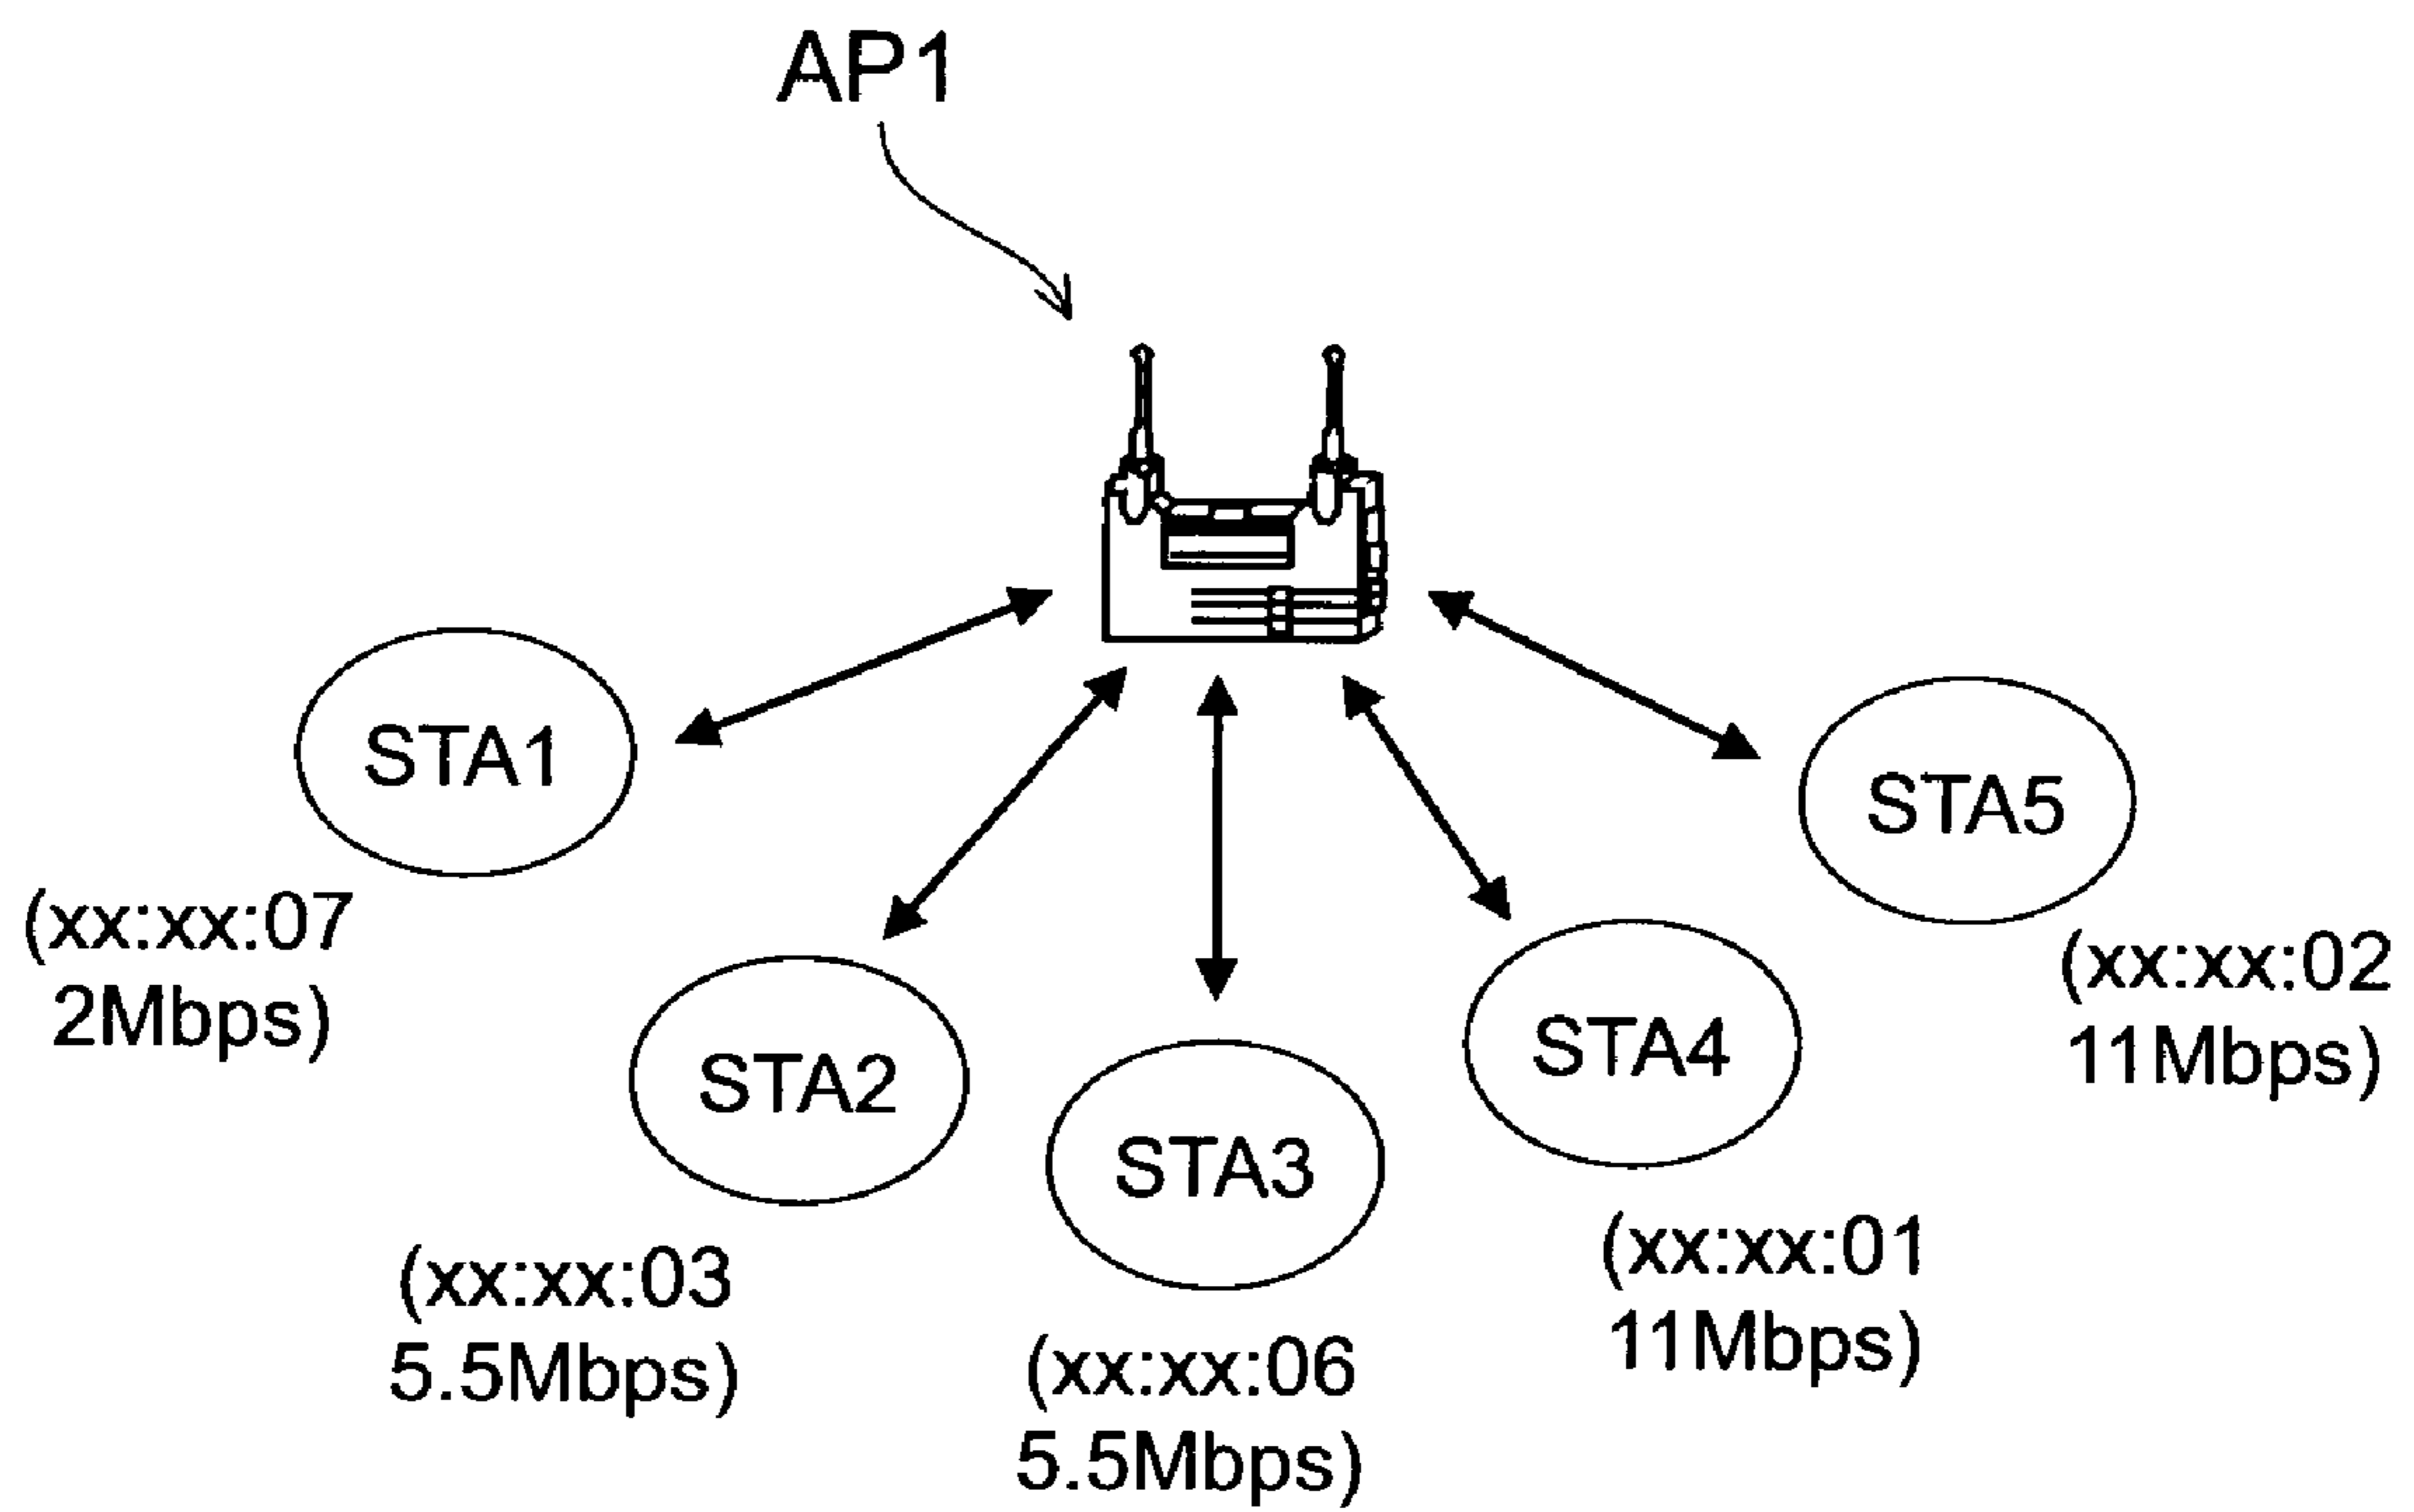 AP1
STA1
(xx:xx:07
2Mbps)
STA2
(xx:xx:03
5.5Mbps)
STA3
(xx:xx:06
5.5Mbps)
STA4
(xx:xx:01
11Mbps)
STA5
(xx:xx:02
11Mbps)